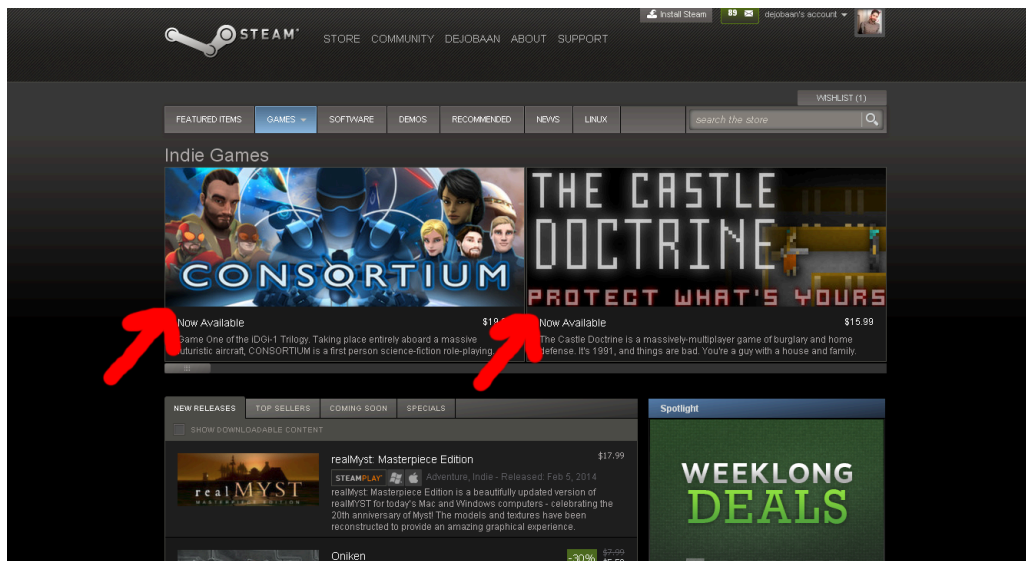 Install Steam 89 dejobaan's account
STEAM
STORE COMMUNITY DEJOBAAN ABOUT SUPPORT
WISHLIST (1)
FEATURED ITEMS GAMES SOFTWARE DEMOS RECOMMENDED NEWS LINUX search the store
Indie Games
CONSORTIUM
THE CASTLE
DOCTRINE
PROTECT WHAT'S YOURS
Now Available
Game One of the iDGi-1 Trilogy. Taking place entirely aboard a massive
futuristic aircraft, CONSORTIUM is a first person science-fiction role-playing
Now Available $15.99
The Castle Doctrine is a massively-multiplayer game of burglary and home
defense. It's 1991, and things are bad. You're a guy with a house and family.
NEW RELEASES TOP SELLERS COMING SOON SPECIALS
SHOW DOWNLOADABLE CONTENT
realMYST
MASTERPIECE EDITION
realMyst: Masterpiece Edition $17.99
STEAMPLAY Adventure, Indie - Released: Feb 5, 2014
realMyst: Masterpiece Edition is a beautifully updated version of
realMYST for today's Mac and Windows computers - celebrating the
20th anniversary of Myst! The models and textures have been
reconstructed to provide an amazing graphical experience.
Oniken -30% $7.99
Spotlight
WEEKLONG
DEALS